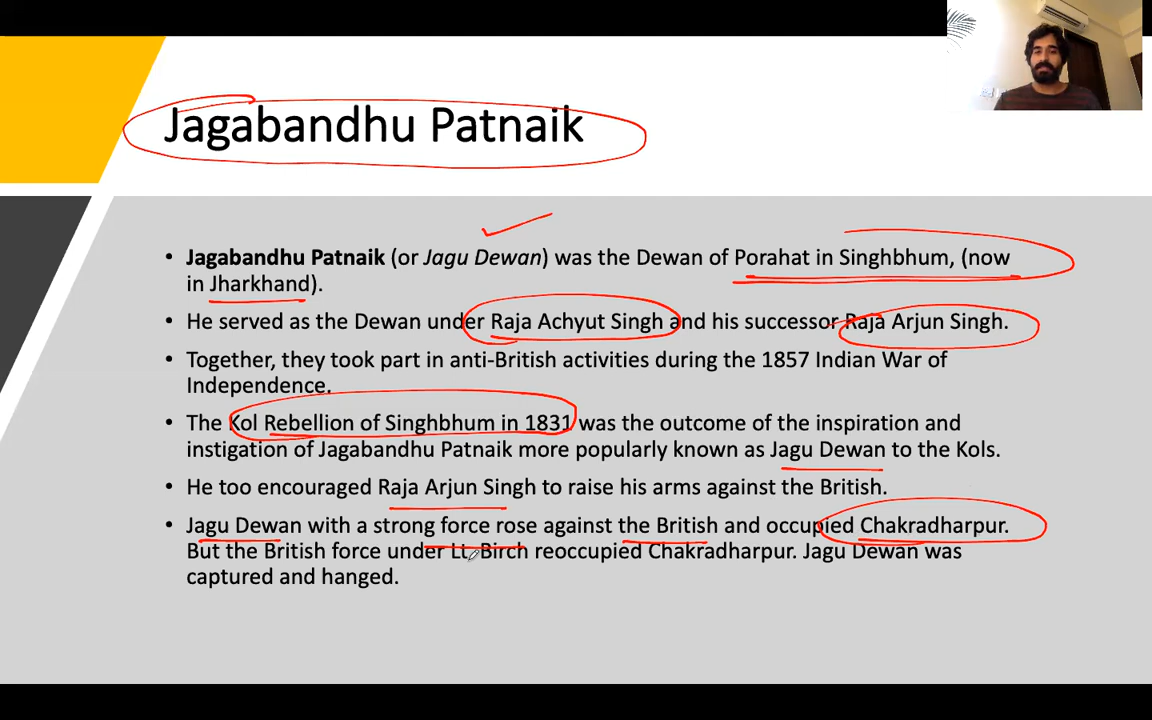 Jagabandhu Patnaik
• Jagabandhu Patnaik (or Jagu Dewan) was the Dewan of Porahat in Singhbhum, (now
in Jharkhand).
• He served as the Dewan under Raja Achyut Singh and his successor Raja Arjun Singh.
• Together, they took part in anti-British activities during the 1857 Indian War of
Independence.
• The Kol Rebellion of Singhbhum in 1831 was the outcome of the inspiration and
instigation of Jagabandhu Patnaik more popularly known as Jagu Dewan to the Kols.
• He too encouraged Raja Arjun Singh to raise his arms against the British.
• Jagu Dewan with a strong force rose against the British and occupied Chakradharpur.
But the British force under Lt. Birch reoccupied Chakradharpur. Jagu Dewan was
captured and hanged.